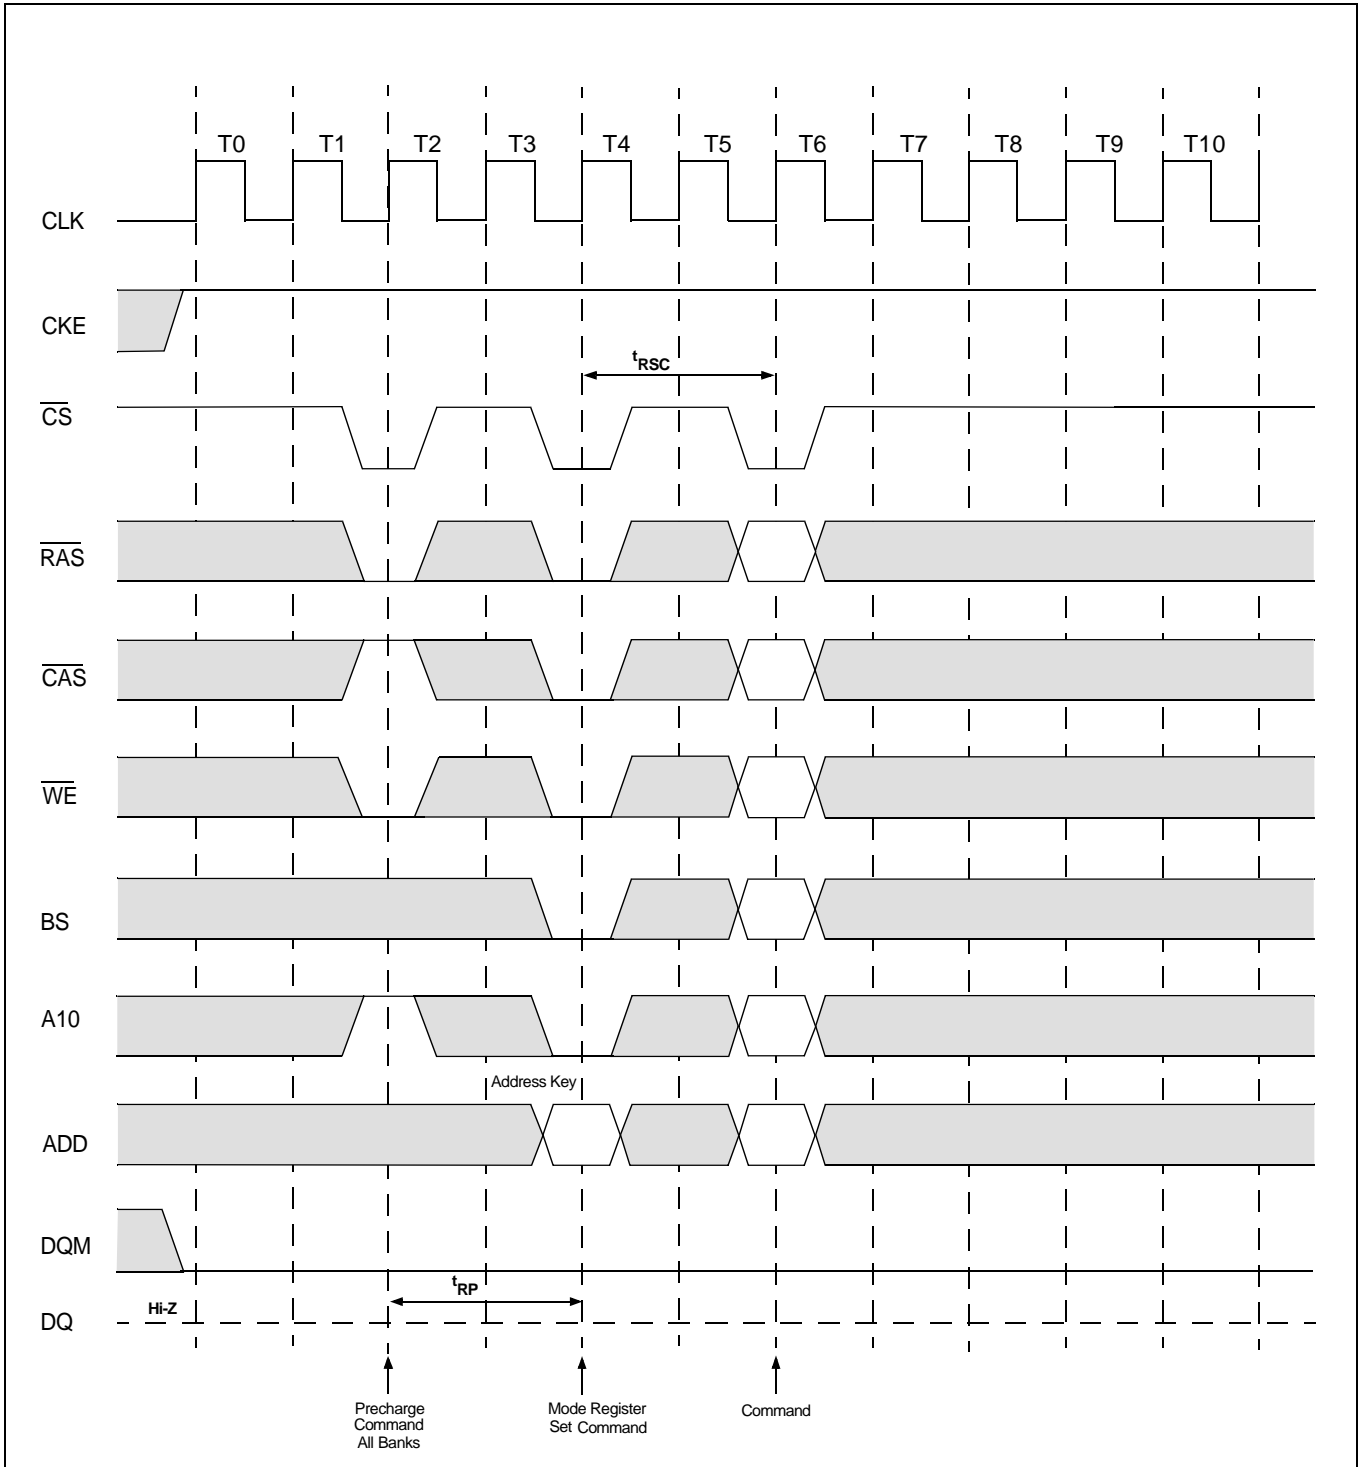 T0 T1 T2 T3 T4 T5 T6 T7 T8 T9 T10
CLK
CKE
tRSC
CS
RAS
CAS
WE
BS
A10
Address Key
ADD
DQM
tRP
Hi-Z
DQ
Precharge
Command
All Banks
Mode Register
Set Command
Command